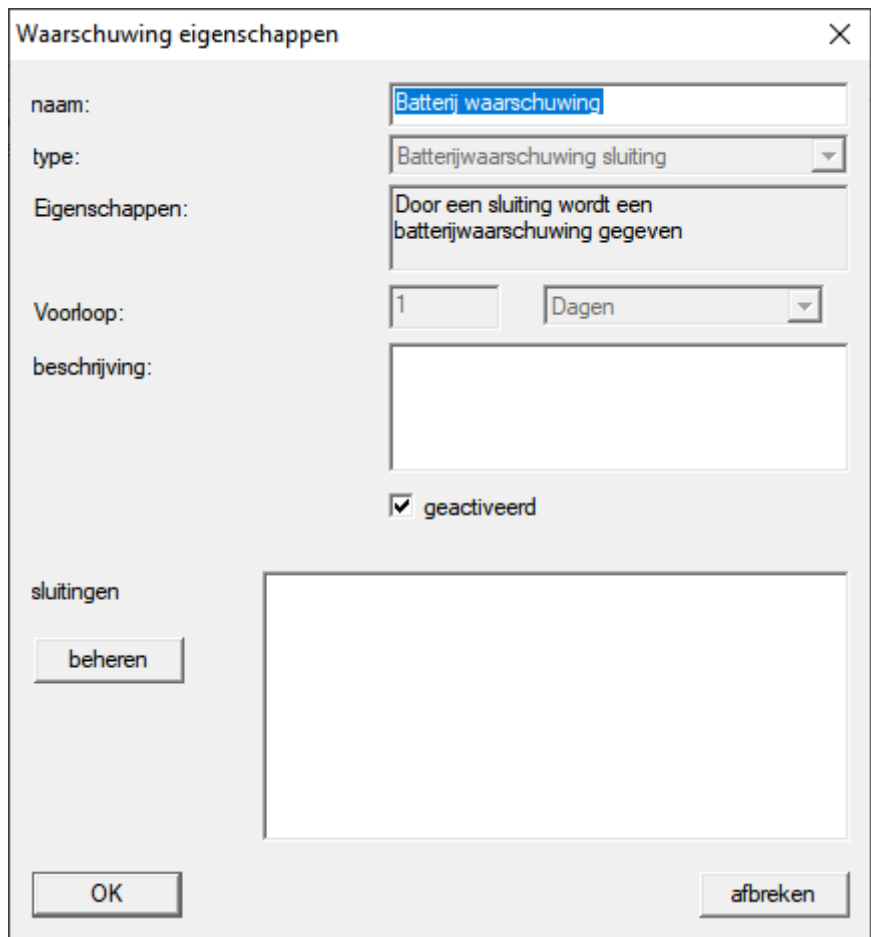 Waarschuwing eigenschappen
naam: Batterij waarschuwing
type: Batterijwaarschuwing sluiting
Eigenschappen: Door een sluiting wordt een
batterijwaarschuwing gegeven
Voorloop: 1 Dagen
beschrijving:
geactiveerd
sluitingen
beheren
OK afbreken